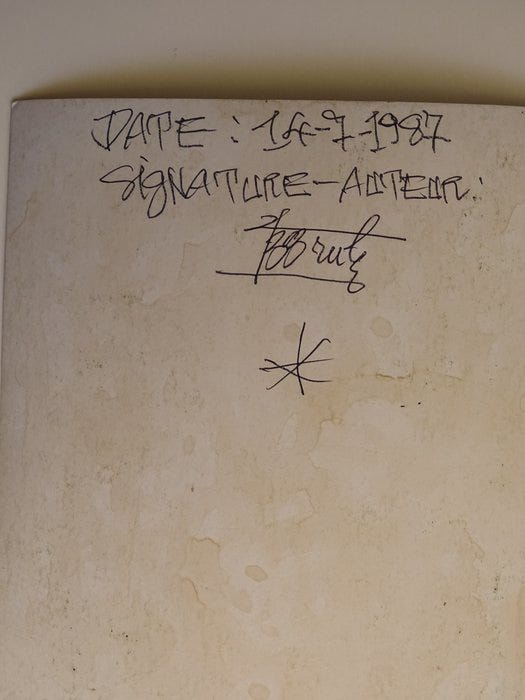 DATE : 14-7-1987
SIGNATURE-AUTEUR :